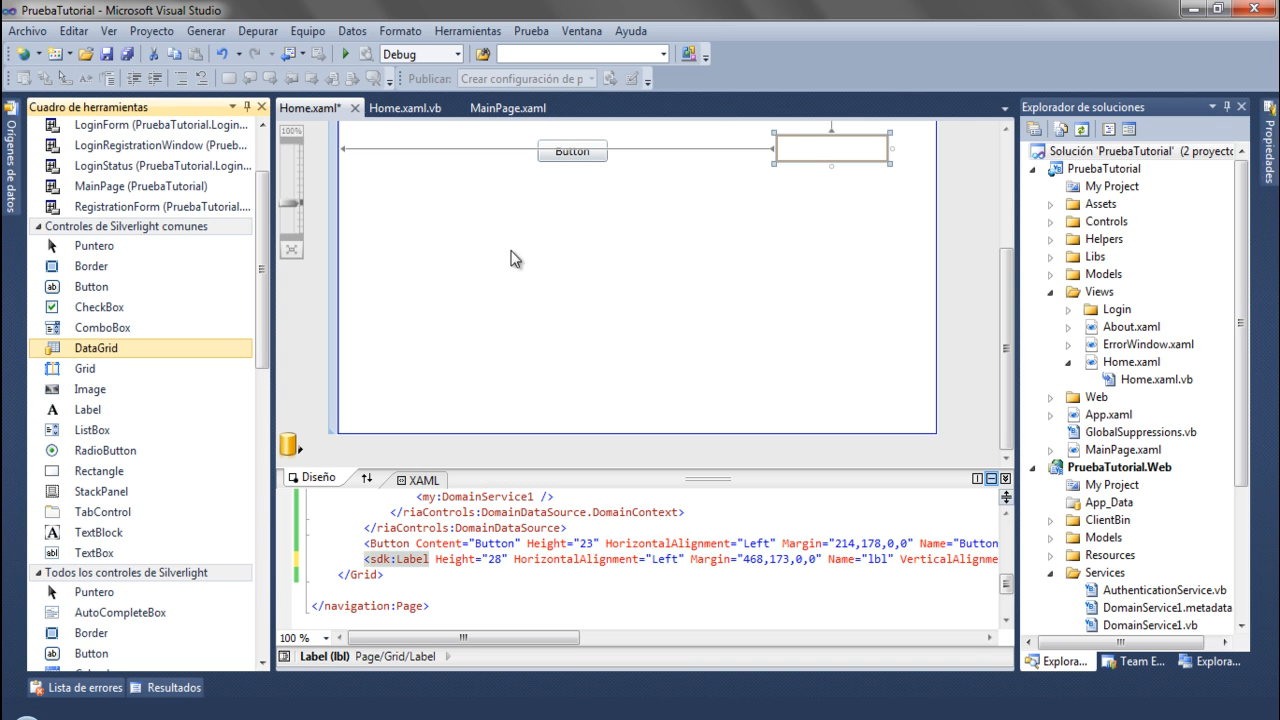 PruebaTutorial - Microsoft Visual Studio
Archivo Editar Ver Proyecto Generar Depurar Equipo Datos Formato Herramientas Prueba Ventana Ayuda
Debug
Publicar: Crear configuración de p
Cuadro de herramientas
Home.xaml* Home.xaml.vb MainPage.xaml
Explorador de soluciones
Orígenes de datos
Propiedades
LoginForm (PruebaTutorial.Login...
LoginRegistrationWindow (Prueba...
LoginStatus (PruebaTutorial.Logi...
MainPage (PruebaTutorial)
RegistrationForm (PruebaTutorial....
Controles de Silverlight comunes
Puntero
Border
Button
CheckBox
ComboBox
DataGrid
Grid
Image
Label
ListBox
RadioButton
Rectangle
StackPanel
TabControl
TextBlock
TextBox
Todos los controles de Silverlight
Puntero
AutoCompleteBox
Border
Button
100%
Button
Diseño XAML
<my:DomainService1 />
</riaControls:DomainDataSource.DomainContext>
</riaControls:DomainDataSource>
<Button Content="Button" Height="23" HorizontalAlignment="Left" Margin="214,178,0,0" Name="Button
<sdk:Label Height="28" HorizontalAlignment="Left" Margin="468,173,0,0" Name="lbl" VerticalAlignme
</Grid>
</navigation:Page>
100 %
Label (lbl) Page/Grid/Label
Solución 'PruebaTutorial' (2 proyecto
PruebaTutorial
My Project
Assets
Controls
Helpers
Libs
Models
Views
Login
About.xaml
ErrorWindow.xaml
Home.xaml
Home.xaml.vb
Web
App.xaml
GlobalSuppressions.vb
MainPage.xaml
PruebaTutorial.Web
My Project
App_Data
ClientBin
Models
Resources
Services
AuthenticationService.vb
DomainService1.metadata
DomainService1.vb
Explora... Team E... Explora...
Lista de errores Resultados